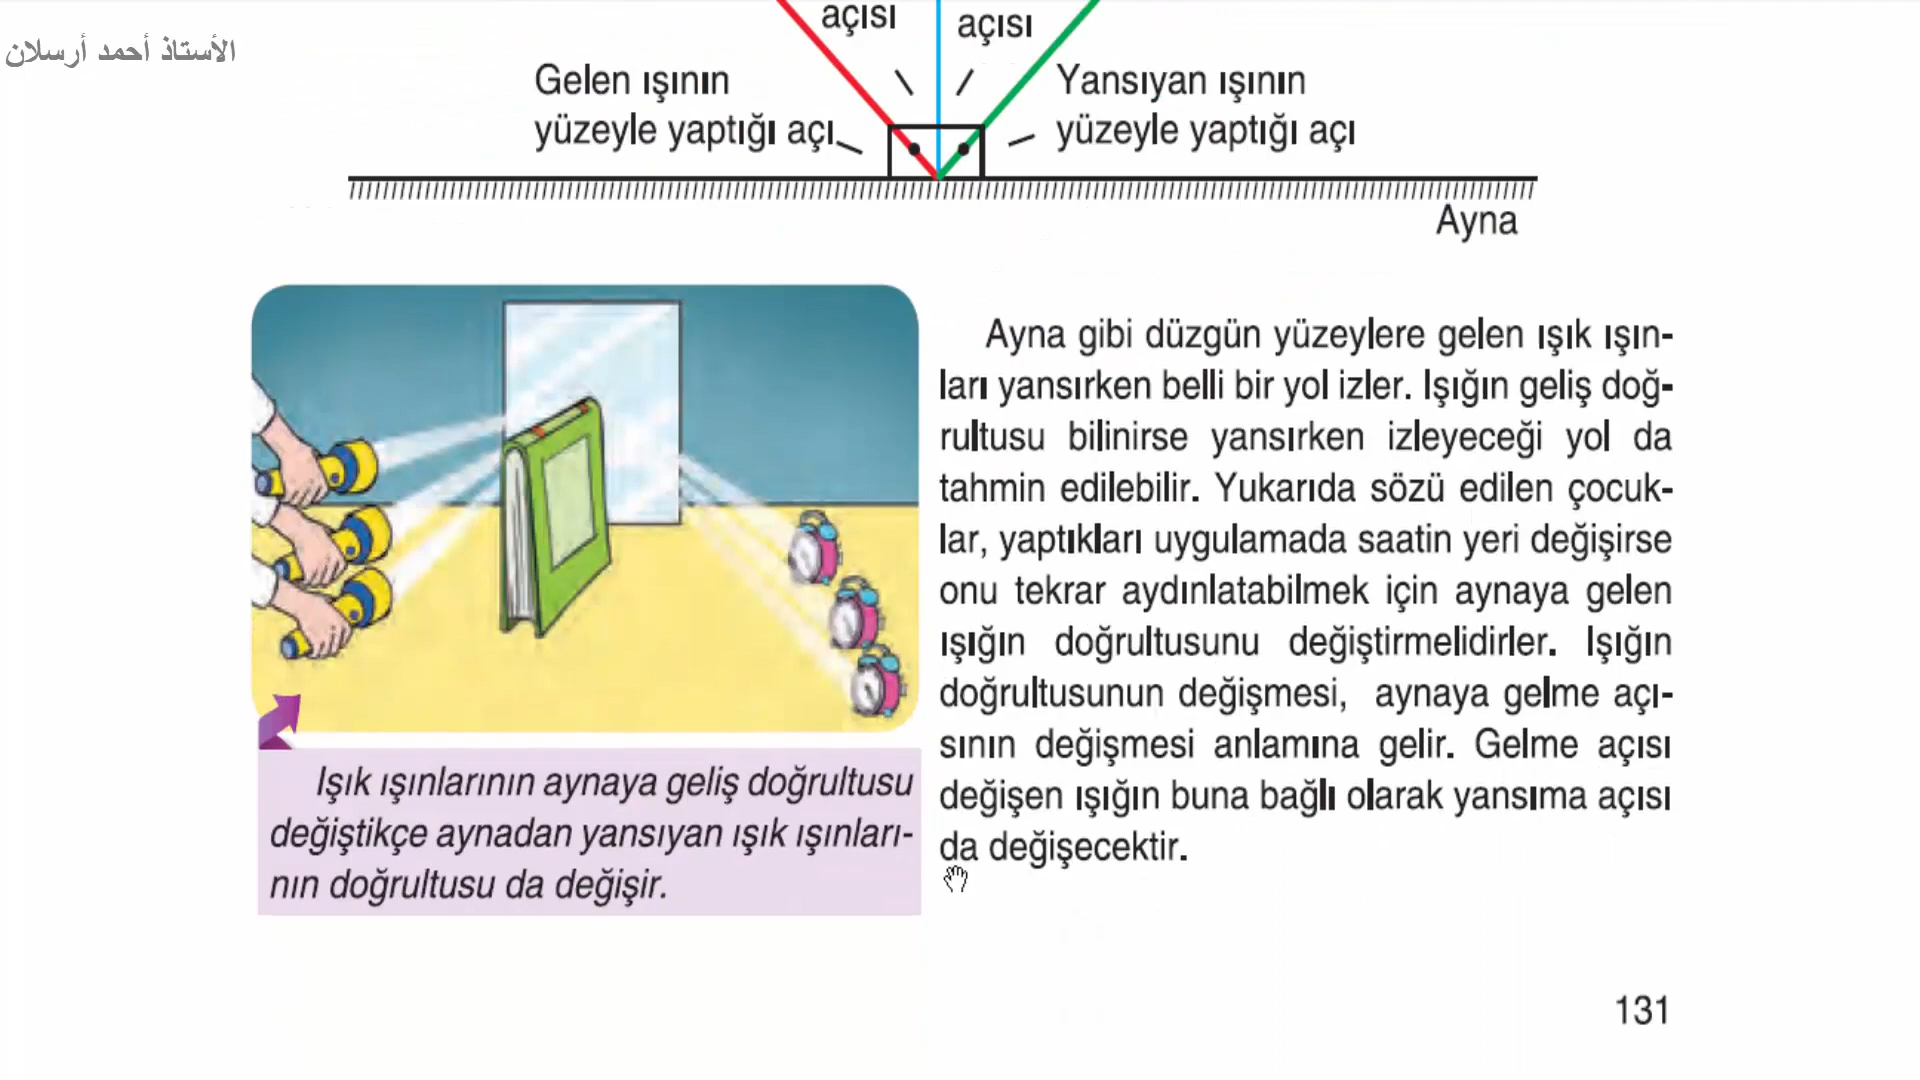 الأستاذ أحمد أرسلان
açısı
açısı
Gelen ışının
yüzeyle yaptığı açı
Yansıyan ışının
yüzeyle yaptığı açı
Ayna
Işık ışınlarının aynaya geliş doğrultusu
değiştikçe aynadan yansıyan ışık ışınları-
nın doğrultusu da değişir.
Ayna gibi düzgün yüzeylere gelen ışık ışın-
ları yansırken belli bir yol izler. Işığın geliş doğ-
rultusu bilinirse yansırken izleyeceği yol da
tahmin edilebilir. Yukarıda sözü edilen çocuk-
lar, yaptıkları uygulamada saatin yeri değişirse
onu tekrar aydınlatabilmek için aynaya gelen
ışığın doğrultusunu değiştirmelidirler. Işığın
doğrultusunun değişmesi, aynaya gelme açı-
sının değişmesi anlamına gelir. Gelme açısı
değişen ışığın buna bağlı olarak yansıma açısı
da değişecektir.
131